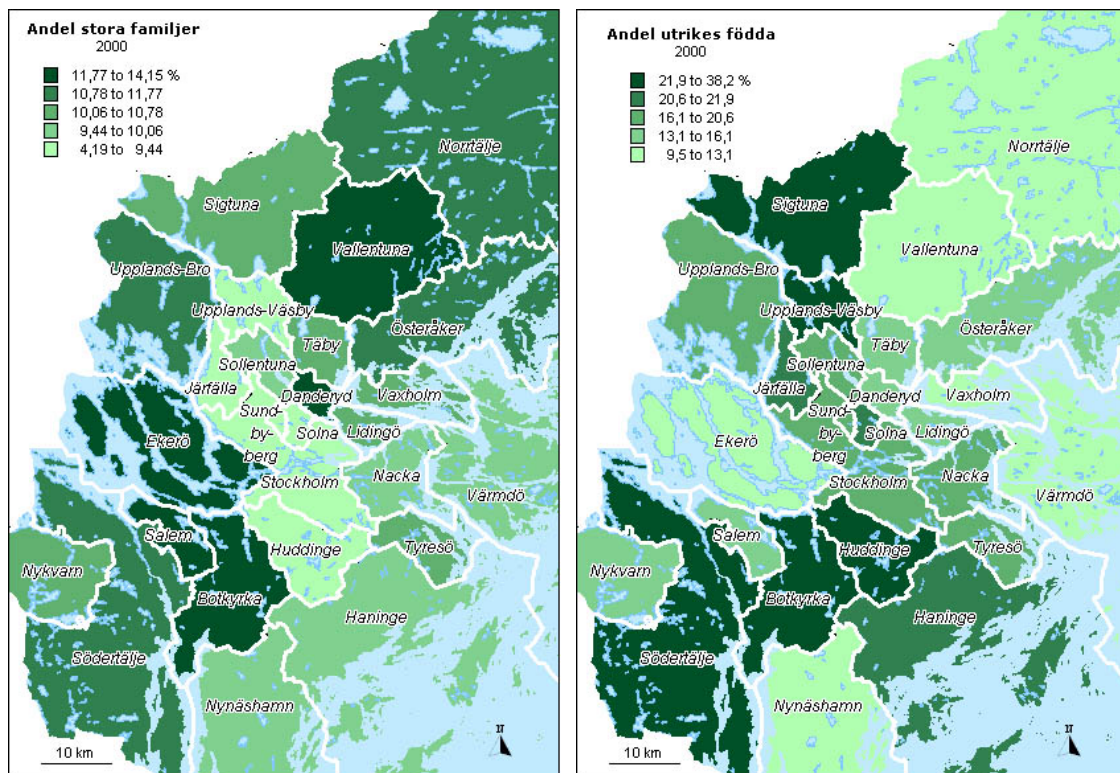 Andel stora familjer
2000
11,77 to 14,15 %
10,78 to 11,77
10,06 to 10,78
9,44 to 10,06
4,19 to 9,44
Norrtälje
Sigtuna
Vallentuna
Upplands-Bro
Upplands-Väsby
Österåker
Täby
Sollentuna
Järfälla
Danderyd
Vaxholm
Sund-
by-
berg
Solna
Lidingö
Ekerö
Nacka
Stockholm
Värmdö
Salem
Huddinge
Tyresö
Nykvarn
Botkyrka
Haninge
Södertälje
Nynäshamn
10 km
N
Andel utrikes födda
2000
21,9 to 38,2 %
20,6 to 21,9
16,1 to 20,6
13,1 to 16,1
9,5 to 13,1
Norrtälje
Sigtuna
Vallentuna
Upplands-Bro
Upplands-Väsby
Österåker
Täby
Sollentuna
Järfälla
Danderyd
Vaxholm
Sund-
by-
berg
Solna
Lidingö
Ekerö
Nacka
Stockholm
Värmdö
Salem
Huddinge
Tyresö
Nykvarn
Botkyrka
Haninge
Södertälje
Nynäshamn
10 km
N